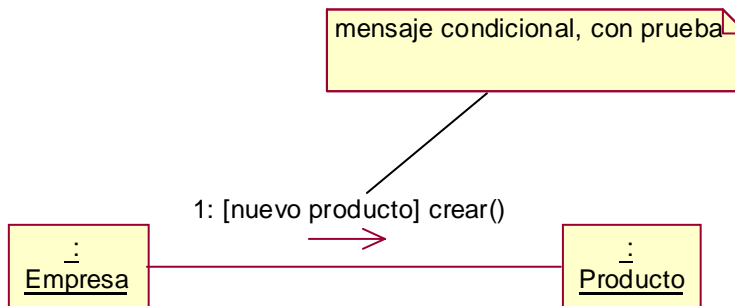 mensaje condicional, con prueba
1: [nuevo producto] crear()
:
Empresa
:
Producto